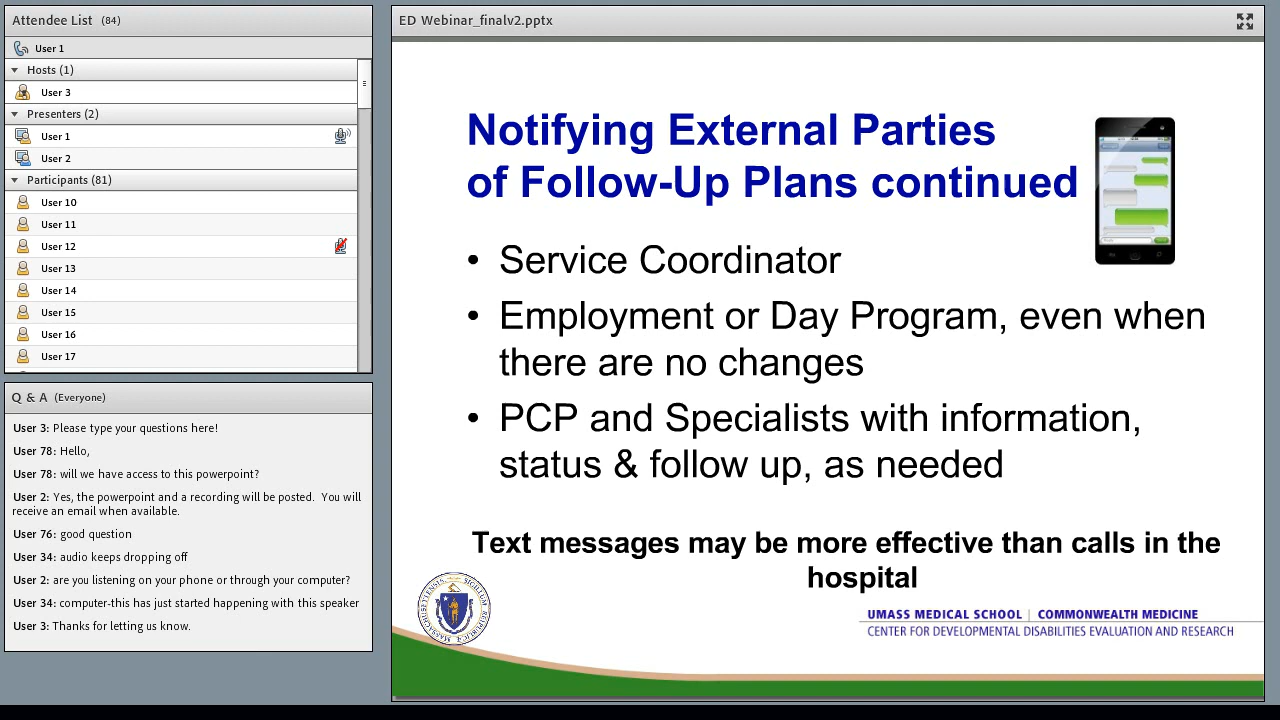 Attendee List (84)
User 1
Hosts (1)
User 3
Presenters (2)
User 1
User 2
Participants (81)
User 10
User 11
User 12
User 13
User 14
User 15
User 16
User 17
Q & A (Everyone)
User 3: Please type your questions here!
User 78: Hello,
User 78: will we have access to this powerpoint?
User 2: Yes, the powerpoint and a recording will be posted. You will
receive an email when available.
User 76: good question
User 34: audio keeps dropping off
User 2: are you listening on your phone or through your computer?
User 34: computer-this has just started happening with this speaker
User 3: Thanks for letting us know.
ED Webinar_finalv2.pptx
Notifying External Parties
of Follow-Up Plans continued
• Service Coordinator
• Employment or Day Program, even when
there are no changes
• PCP and Specialists with information,
status & follow up, as needed
Text messages may be more effective than calls in the
hospital
UMASS MEDICAL SCHOOL | COMMONWEALTH MEDICINE
CENTER FOR DEVELOPMENTAL DISABILITIES EVALUATION AND RESEARCH